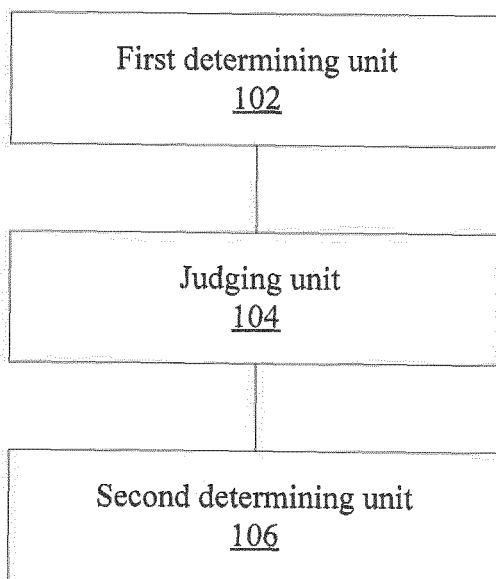 First determining unit
102
Judging unit
104
Second determining unit
106